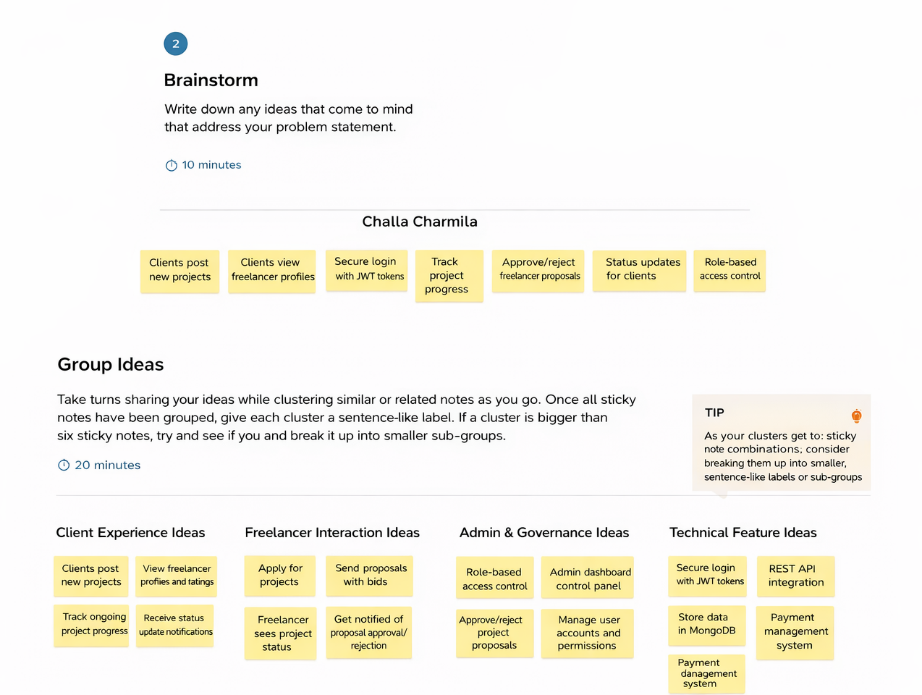 2
Brainstorm
Write down any ideas that come to mind
that address your problem statement.
10 minutes
Challa Charmila
Clients post
new projects
Clients view
freelancer profiles
Secure login
with JWT tokens
Track
project
progress
Approve/reject
freelancer proposals
Status updates
for clients
Role-based
access control
Group Ideas
Take turns sharing your ideas while clustering similar or related notes as you go. Once all sticky
notes have been grouped, give each cluster a sentence-like label. If a cluster is bigger than
six sticky notes, try and see if you and break it up into smaller sub-groups.
20 minutes
TIP
As your clusters get to: sticky
note combinations; consider
breaking them up into smaller,
sentence-like labels or sub-groups
Client Experience Ideas
Clients post
new projects
View freelancer
profiles and tatings
Track ongoing
project progress
Receive status
update notifications
Freelancer Interaction Ideas
Apply for
projects
Send proposals
with bids
Freelancer
sees project
status
Get notified of
proposal approval/
rejection
Admin & Governance Ideas
Role-based
access control
Admin dashboard
control panel
Approve/reject
project
proposals
Manage user
accounts and
permissions
Technical Feature Ideas
Secure login
with JWT tokens
REST API
integration
Store data
in MongoDB
Payment
management
system
Payment
danagement
system